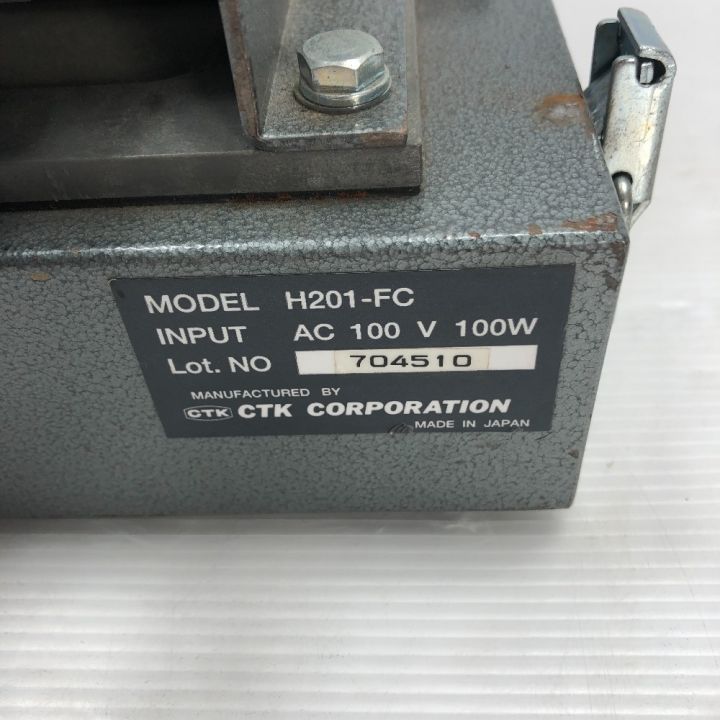 MODEL H201-FC
INPUT AC 100 V 100W
Lot. NO 704510
MANUFACTURED BY
CTK CTK CORPORATION
MADE IN JAPAN